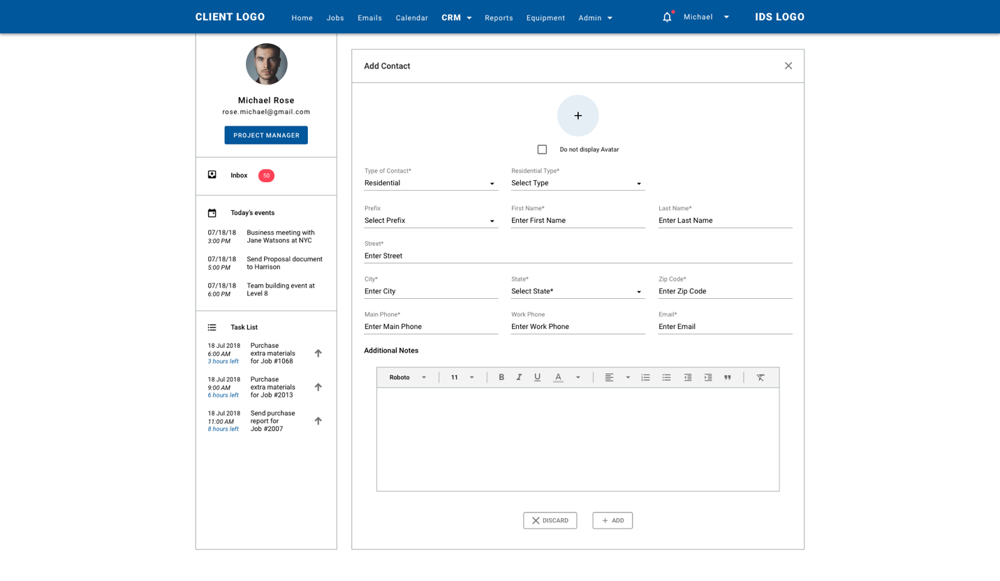 CLIENT LOGO Home Jobs Emails Calendar CRM Reports Equipment Admin Michael IDS LOGO
Michael Rose
rose.michael@gmail.com
PROJECT MANAGER
Inbox 50
Today's events
07/18/18 Business meeting with
3:00 PM Jane Watsons at NYC
07/18/18 Send Proposal document
5:00 PM to Harrison
07/18/18 Team building event at
6:00 PM Level 8
Task List
18 Jul 2018 Purchase
6:00 AM extra materials
3 hours left for Job #1068
18 Jul 2018 Purchase
9:00 AM extra materials
6 hours left for Job #2013
18 Jul 2018 Send purchase
11:00 AM report for
8 hours left Job #2007
Add Contact
Do not display Avatar
Type of Contact* Residential Type*
Residential Select Type
Prefix First Name* Last Name*
Select Prefix Enter First Name Enter Last Name
Street*
Enter Street
City* State* Zip Code*
Enter City Select State* Enter Zip Code
Main Phone* Work Phone Email*
Enter Main Phone Enter Work Phone Enter Email
Additional Notes
Roboto 11 B I U A
DISCARD + ADD